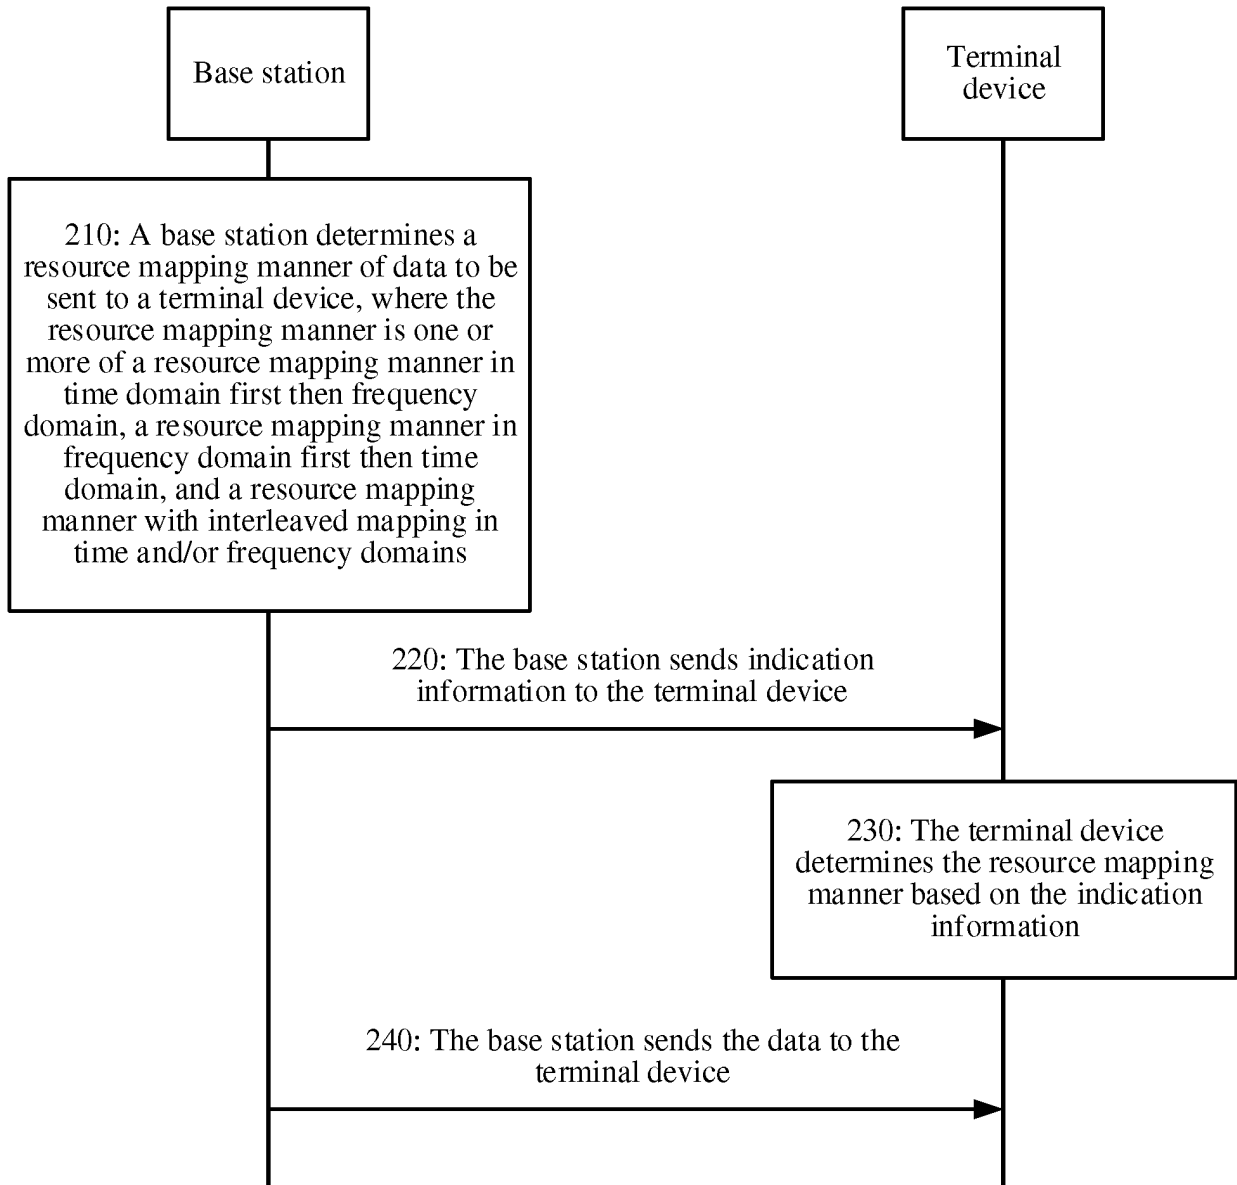 Base station
Terminal
device
210: A base station determines a
resource mapping manner of data to be
sent to a terminal device, where the
resource mapping manner is one or
more of a resource mapping manner in
time domain first then frequency
domain, a resource mapping manner in
frequency domain first then time
domain, and a resource mapping
manner with interleaved mapping in
time and/or frequency domains
220: The base station sends indication
information to the terminal device
230: The terminal device
determines the resource mapping
manner based on the indication
information
240: The base station sends the data to the
terminal device